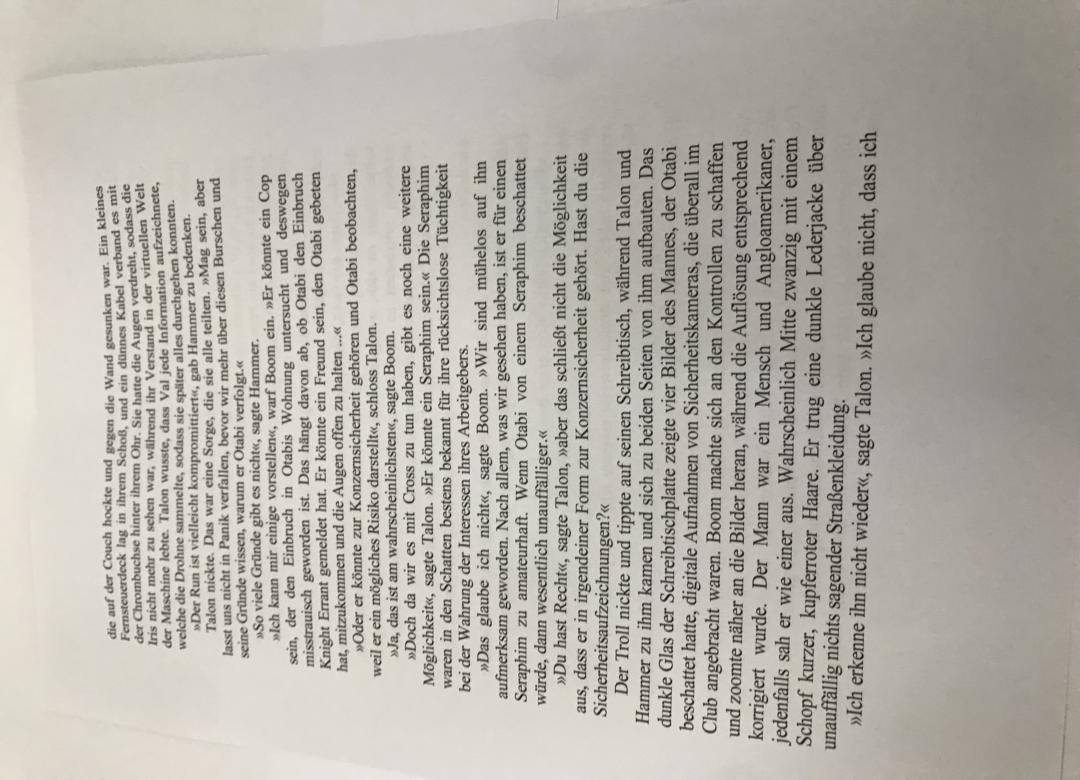 die auf der Couch hockte und gegen die Wand gesunken war. Ein kleines
Fernsteuerdeck lag in ihrem Schoß, und ein dünnes Kabel verband es mit
der Chrombuchse hinter ihrem Ohr. Sie hatte die Augen verdreht, sodass die
Iris nicht mehr zu sehen war, während ihr Verstand in der virtuellen Welt
der Maschine lebte. Talon wusste, dass Val jede Information aufzeichnete,
welche die Drohne sammelte, sodass sie später alles durchgehen konnten.
»Der Run ist vielleicht kompromittiert«, gab Hammer zu bedenken.
Talon nickte. Das war eine Sorge, die sie alle teilten. »Mag sein, aber
lasst uns nicht in Panik verfallen, bevor wir mehr über diesen Burschen und
seine Gründe wissen, warum er Otabi verfolgt.«
»So viele Gründe gibt es nicht«, sagte Hammer.
»Ich kann mir einige vorstellen«, warf Boom ein. »Er könnte ein Cop
sein, der den Einbruch in Otabis Wohnung untersucht und deswegen
misstrauisch geworden ist. Das hängt davon ab, ob Otabi den Einbruch
Knight Errant gemeldet hat. Er könnte ein Freund sein, den Otabi gebeten
hat, mitzukommen und die Augen offen zu halten ...«
»Oder er könnte zur Konzernsicherheit gehören und Otabi beobachten,
weil er ein mögliches Risiko darstellt«, schloss Talon.
»Ja, das ist am wahrscheinlichsten«, sagte Boom.
»Doch da wir es mit Cross zu tun haben, gibt es noch eine weitere
Möglichkeit«, sagte Talon. »Er könnte ein Seraphim sein.« Die Seraphim
waren in den Schatten bestens bekannt für ihre rücksichtslose Tüchtigkeit
bei der Wahrung der Interessen ihres Arbeitgebers.
»Das glaube ich nicht«, sagte Boom. »Wir sind mühelos auf ihn
aufmerksam geworden. Nach allem, was wir gesehen haben, ist er für einen
Seraphim zu amateurhaft. Wenn Otabi von einem Seraphim beschattet
würde, dann wesentlich unauffälliger.«
»Du hast Recht«, sagte Talon, »aber das schließt nicht die Möglichkeit
aus, dass er in irgendeiner Form zur Konzernsicherheit gehört. Hast du die
Sicherheitsaufzeichnungen?«
Der Troll nickte und tippte auf seinen Schreibtisch, während Talon und
Hammer zu ihm kamen und sich zu beiden Seiten von ihm aufbauten. Das
dunkle Glas der Schreibtischplatte zeigte vier Bilder des Mannes, der Otabi
beschattet hatte, digitale Aufnahmen von Sicherheitskameras, die überall im
Club angebracht waren. Boom machte sich an den Kontrollen zu schaffen
und zoomte näher an die Bilder heran, während die Auflösung entsprechend
korrigiert wurde. Der Mann war ein Mensch und Angloamerikaner,
jedenfalls sah er wie einer aus. Wahrscheinlich Mitte zwanzig mit einem
Schopf kurzer, kupferroter Haare. Er trug eine dunkle Lederjacke über
unauffällig nichts sagender Straßenkleidung.
»Ich erkenne ihn nicht wieder«, sagte Talon. »Ich glaube nicht, dass ich